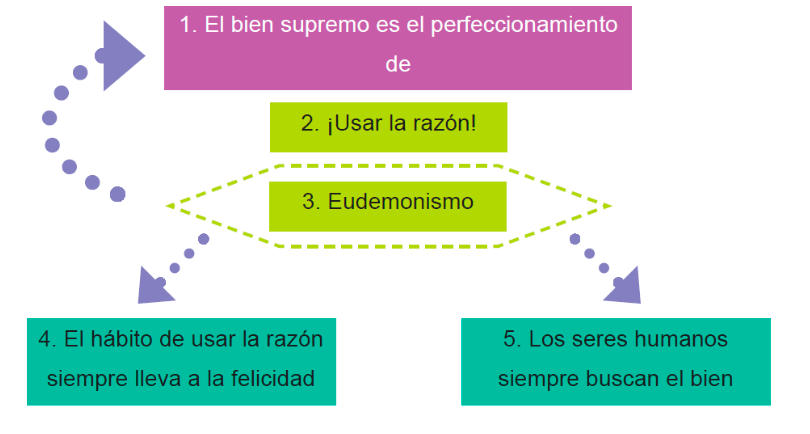 1. El bien supremo es el perfeccionamiento
de
2. ¡Usar la razón!
3. Eudemonismo
4. El hábito de usar la razón
siempre lleva a la felicidad
5. Los seres humanos
siempre buscan el bien